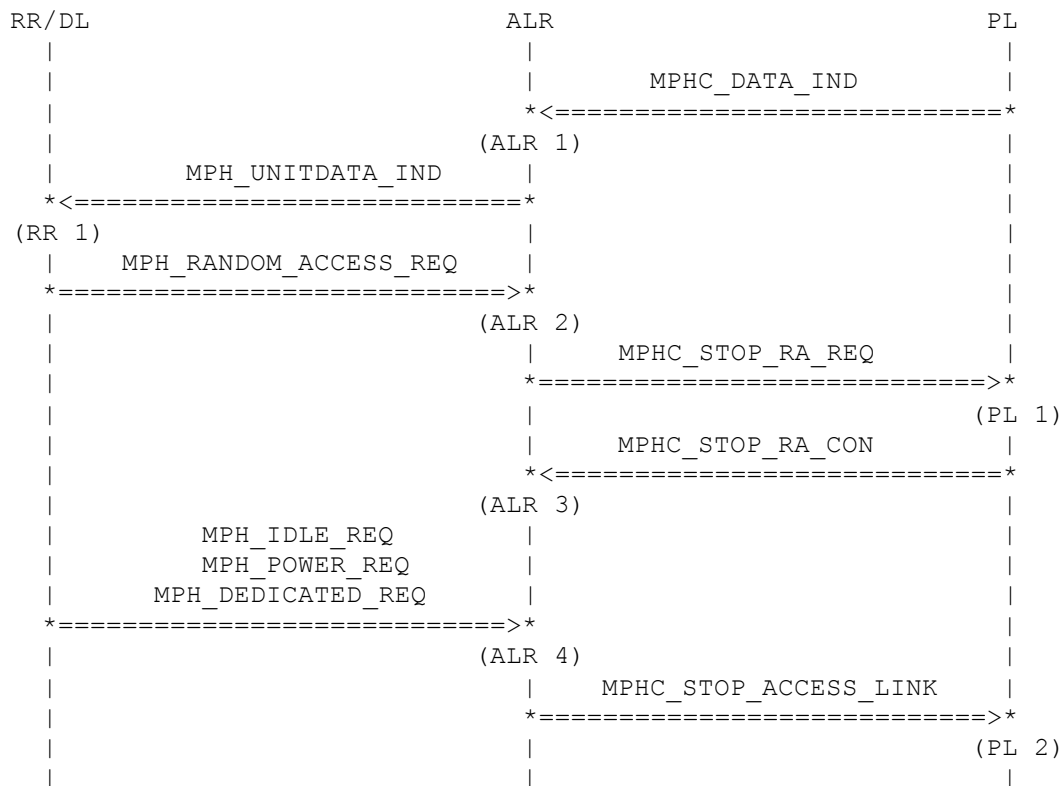 RR/DL ALR PL
MPHC_DATA_IND
(ALR 1)
MPH_UNITDATA_IND
(RR 1)
MPH_RANDOM_ACCESS_REQ
(ALR 2)
MPHC_STOP_RA_REQ
(PL 1)
MPHC_STOP_RA_CON
(ALR 3)
MPH_IDLE_REQ
MPH_POWER_REQ
MPH_DEDICATED_REQ
(ALR 4)
MPHC_STOP_ACCESS_LINK
(PL 2)